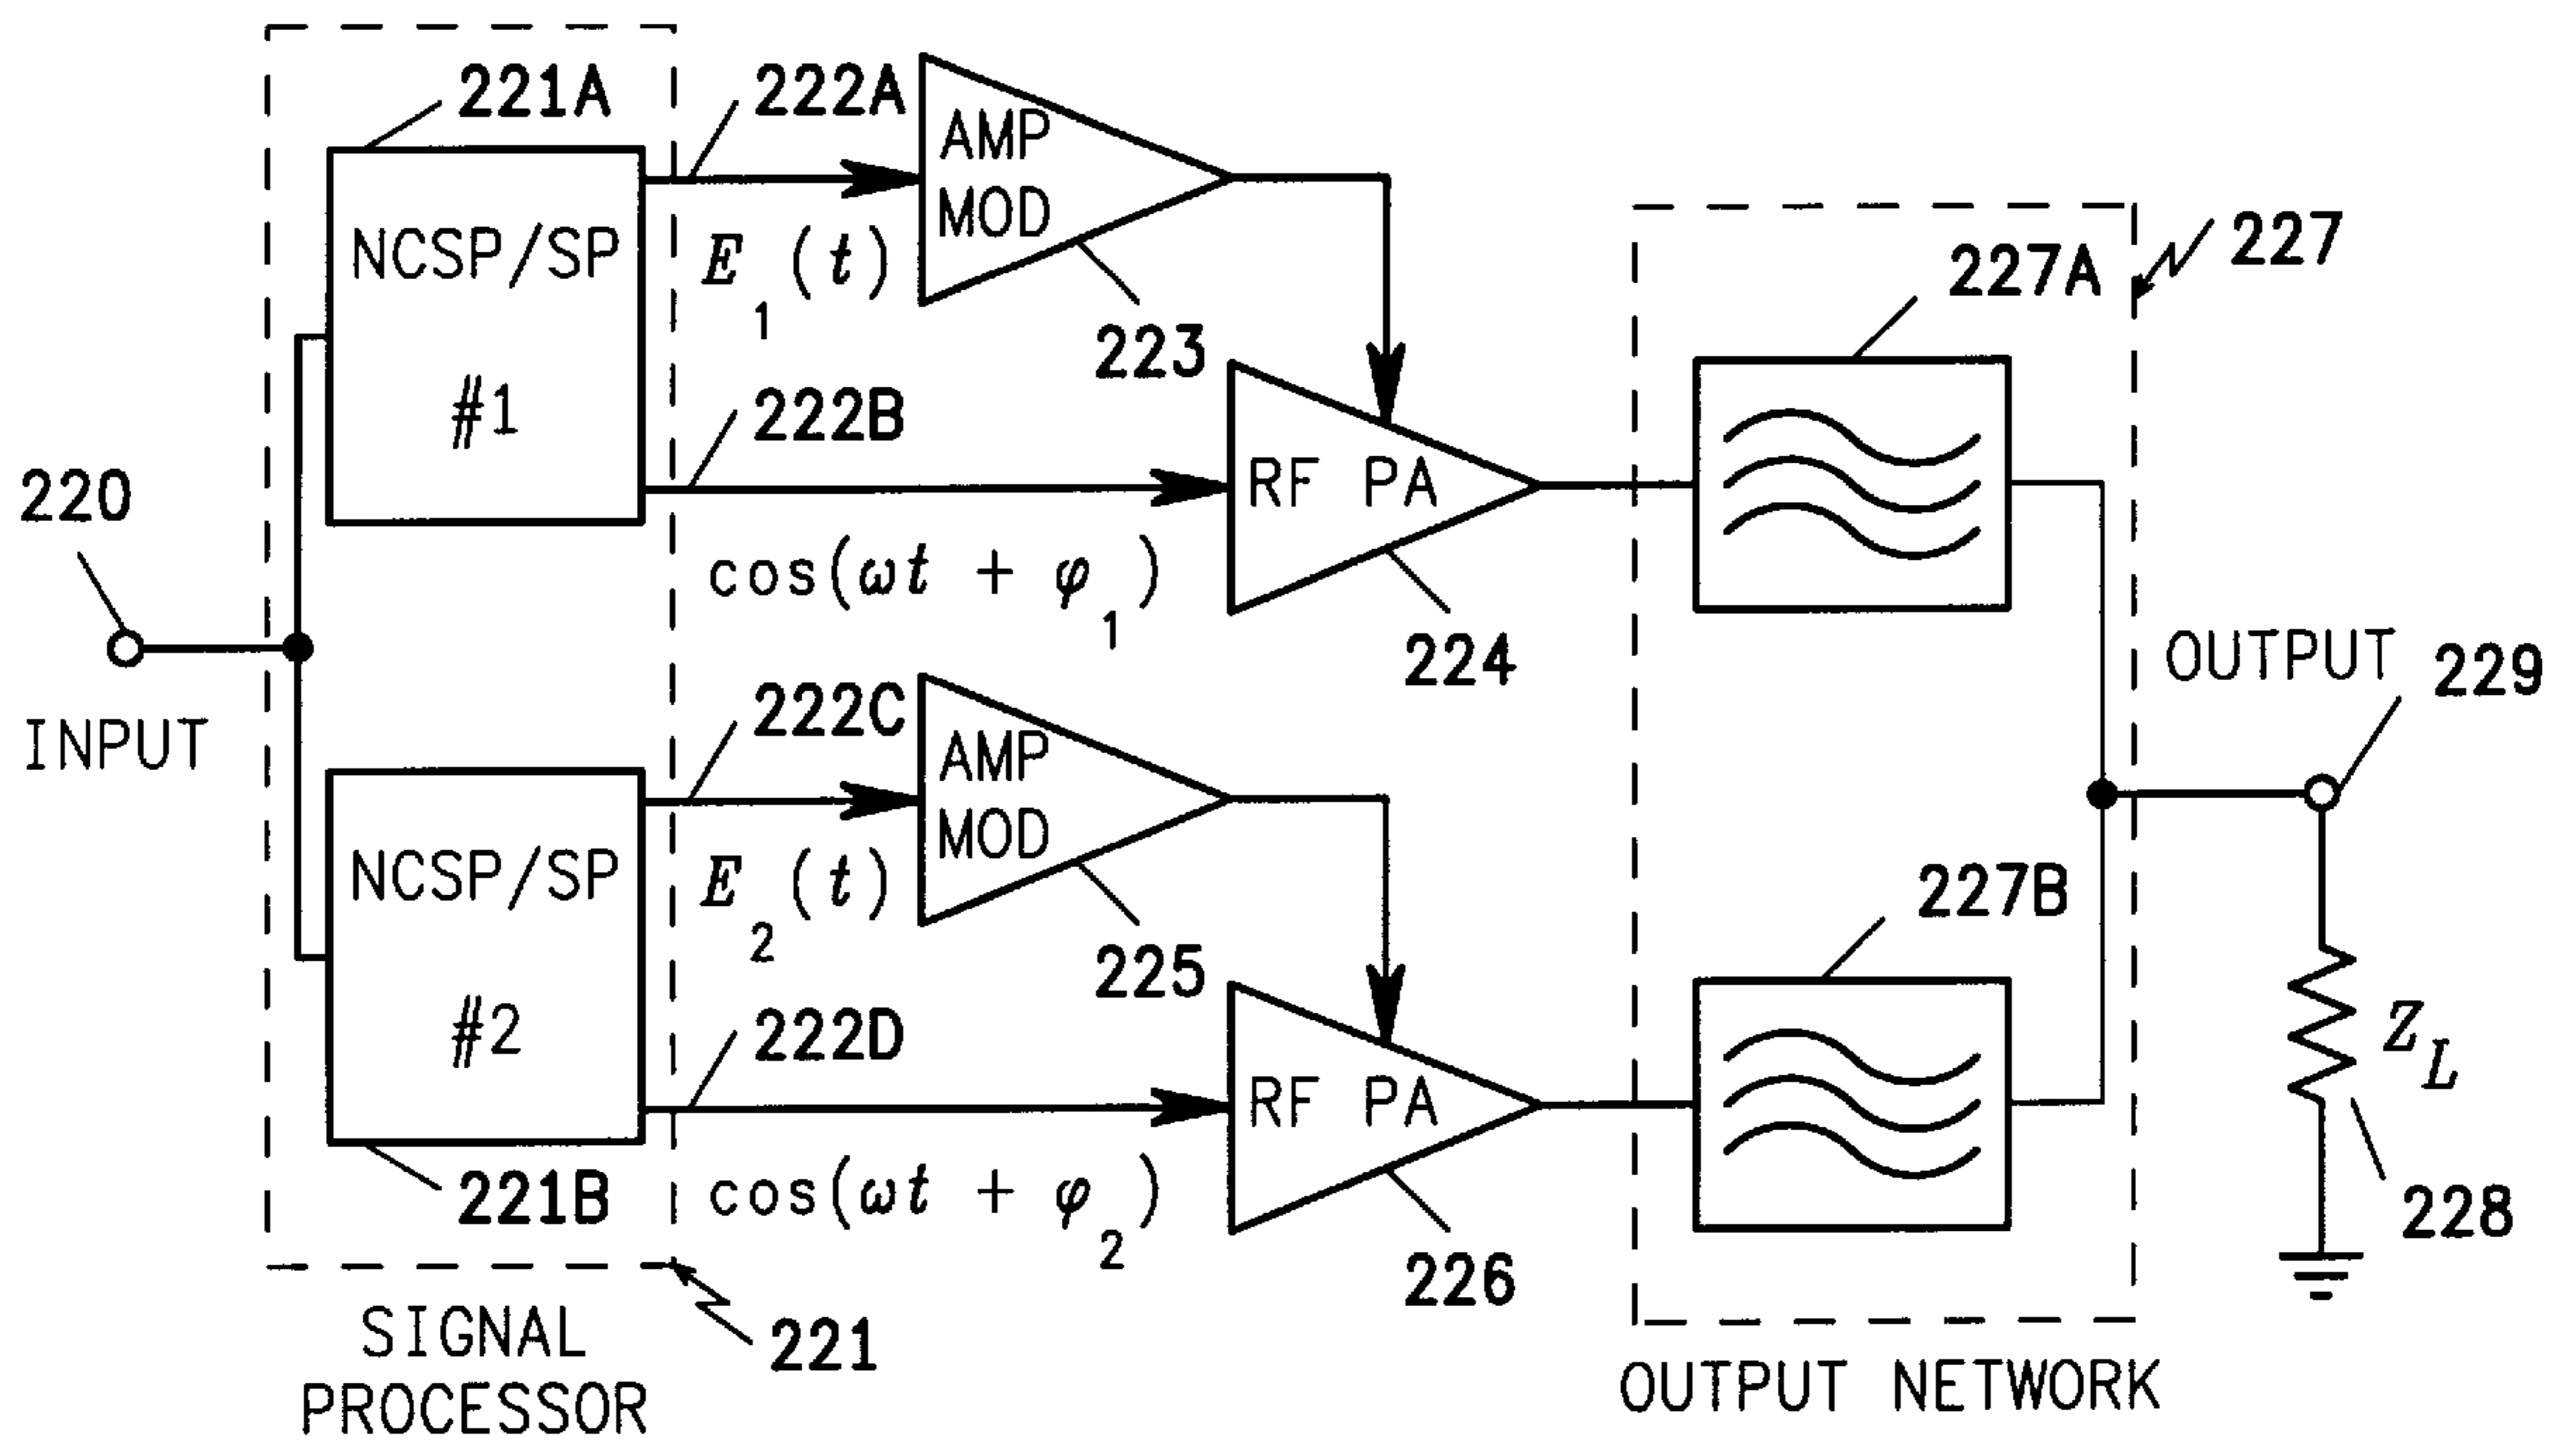 221A
222A
AMP
MOD
NCSP/SP
#1
E1(t)
223
227A
227
222B
RF PA
220
cos(ωt + φ1)
224
INPUT
222C
AMP
MOD
OUTPUT
229
NCSP/SP
#2
E2(t)
225
227B
222D
RF PA
ZL
221B
cos(ωt + φ2)
226
228
SIGNAL
PROCESSOR
221
OUTPUT NETWORK